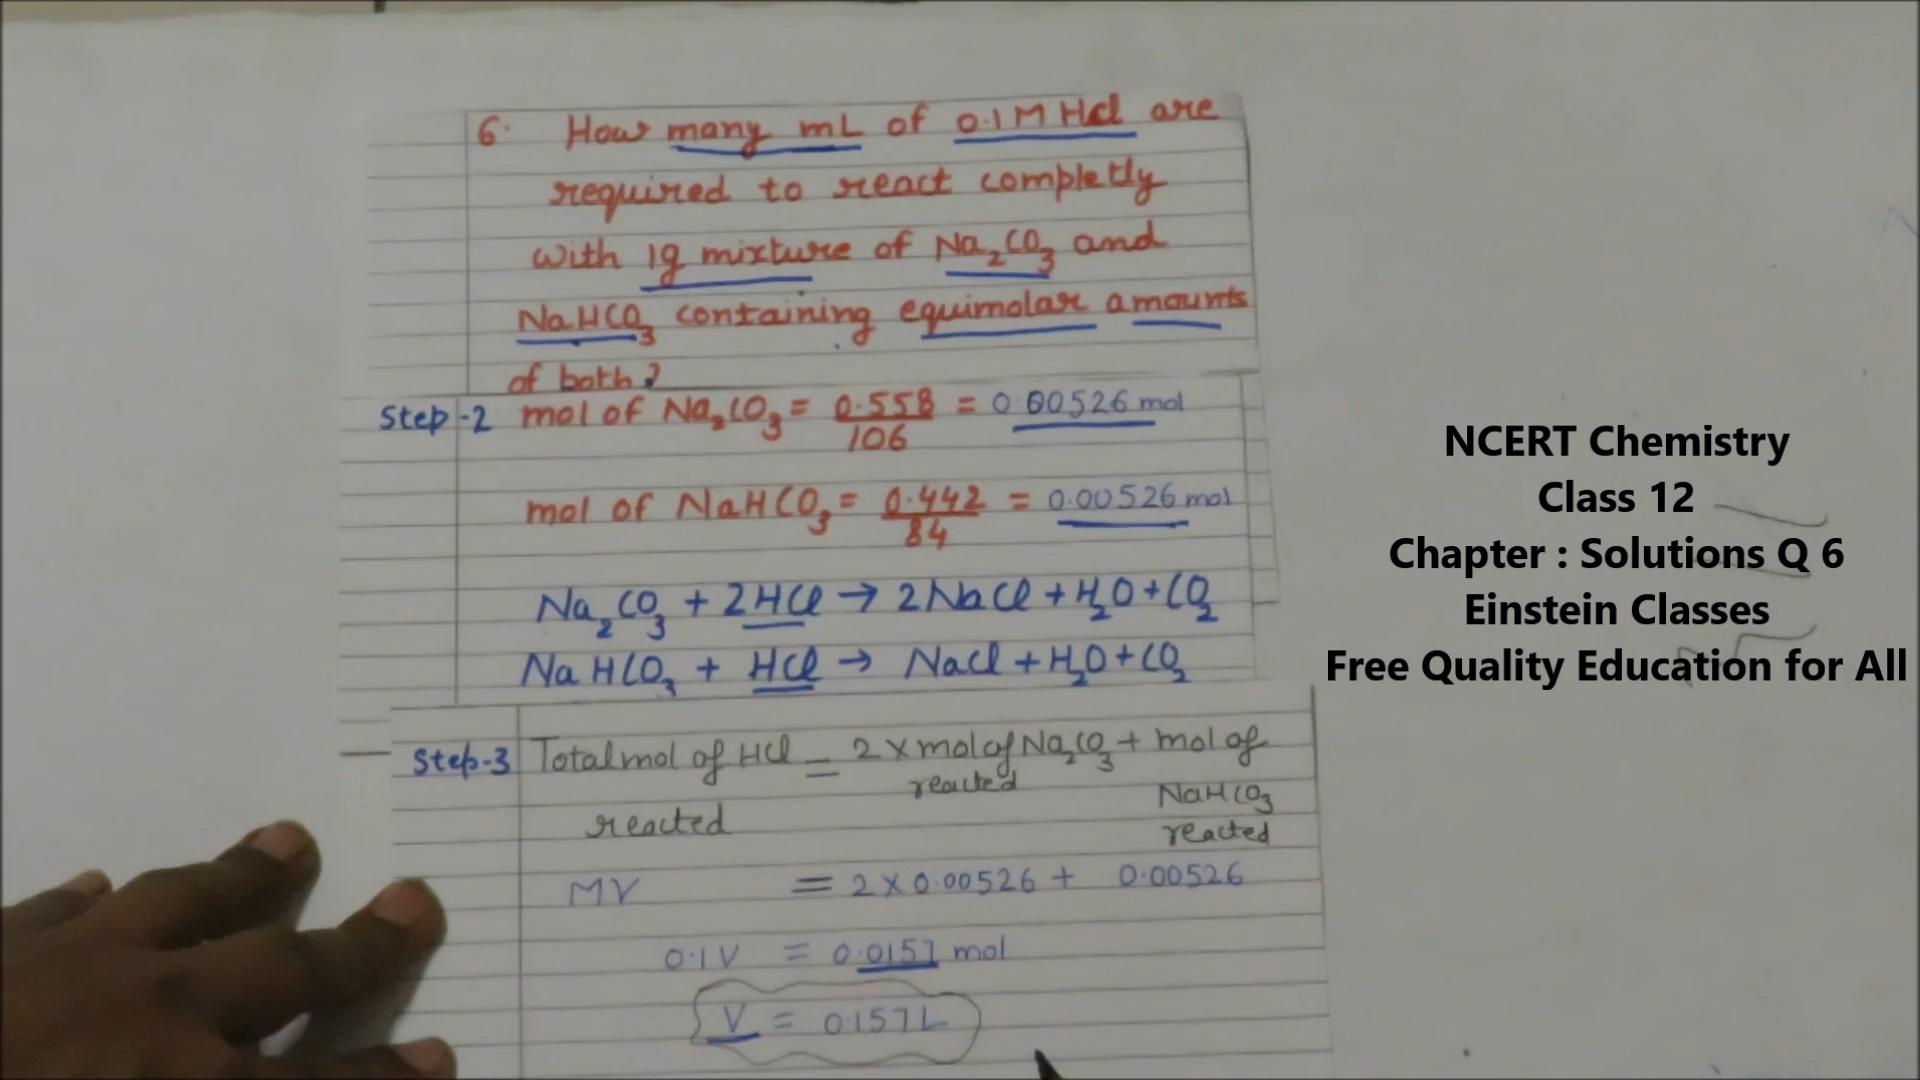 6. How many mL of 0.1M HCl are
required to react completly
with 1g mixture of Na₂CO₃ and
NaHCO₃ containing equimolar amounts
of both?
Step-2 mol of Na₂CO₃ = 0.558/106 = 0.00526 mol
mol of NaHCO₃ = 0.442/84 = 0.00526 mol
Na₂CO₃ + 2HCl → 2NaCl + H₂O + CO₂
NaHCO₃ + HCl → NaCl + H₂O + CO₂
Step-3 Total mol of HCl = 2 x mol of Na₂CO₃ + mol of
reacted reacted NaHCO₃
reacted
MV = 2 x 0.00526 + 0.00526
0.1V = 0.0157 mol
V = 0.157L
NCERT Chemistry
Class 12
Chapter : Solutions Q 6
Einstein Classes
Free Quality Education for All